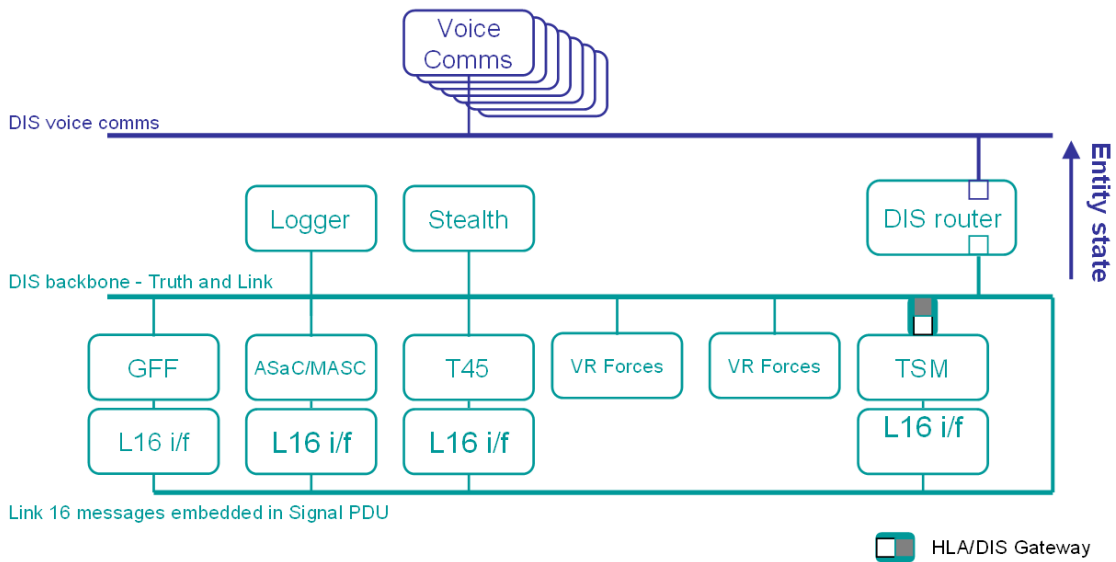 Voice
Comms
DIS voice comms
Entity state
Logger
Stealth
DIS router
DIS backbone - Truth and Link
GFF
ASaC/MASC
T45
VR Forces
VR Forces
TSM
L16 i/f
L16 i/f
L16 i/f
L16 i/f
Link 16 messages embedded in Signal PDU
HLA/DIS Gateway